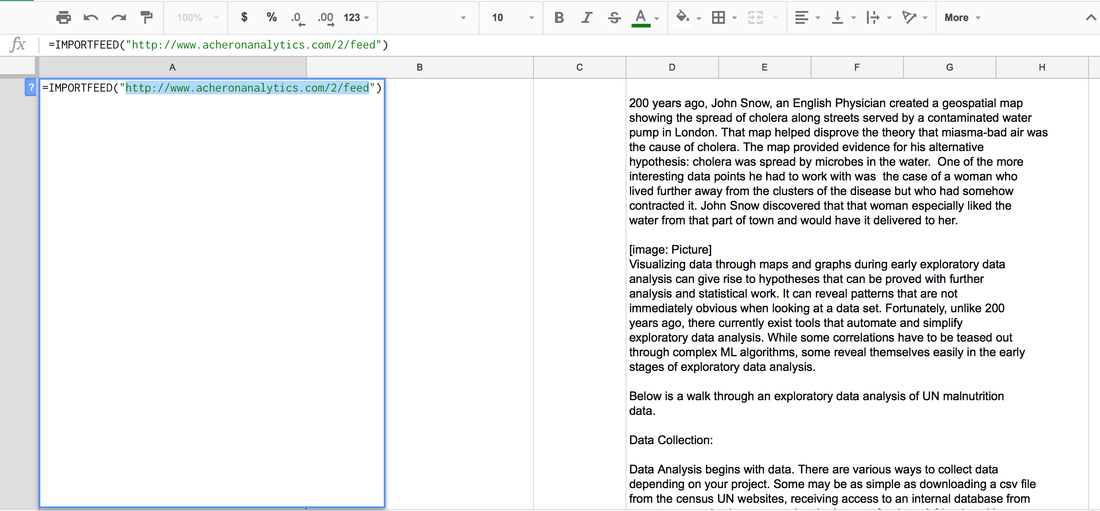 100%
$ % .0 .00 123
10
B I S A
More
fx
=IMPORTFEED("http://www.acheronanalytics.com/2/feed")
A B C D E F G H
? =IMPORTFEED("http://www.acheronanalytics.com/2/feed")
200 years ago, John Snow, an English Physician created a geospatial map
showing the spread of cholera along streets served by a contaminated water
pump in London. That map helped disprove the theory that miasma-bad air was
the cause of cholera. The map provided evidence for his alternative
hypothesis: cholera was spread by microbes in the water.  One of the more
interesting data points he had to work with was  the case of a woman who
lived further away from the clusters of the disease but who had somehow
contracted it. John Snow discovered that that woman especially liked the
water from that part of town and would have it delivered to her.
[image: Picture]
Visualizing data through maps and graphs during early exploratory data
analysis can give rise to hypotheses that can be proved with further
analysis and statistical work. It can reveal patterns that are not
immediately obvious when looking at a data set. Fortunately, unlike 200
years ago, there currently exist tools that automate and simplify
exploratory data analysis. While some correlations have to be teased out
through complex ML algorithms, some reveal themselves easily in the early
stages of exploratory data analysis.
Below is a walk through an exploratory data analysis of UN malnutrition
data.
Data Collection:
Data Analysis begins with data. There are various ways to collect data
depending on your project. Some may be as simple as downloading a csv file
from the census UN websites, receiving access to an internal database from